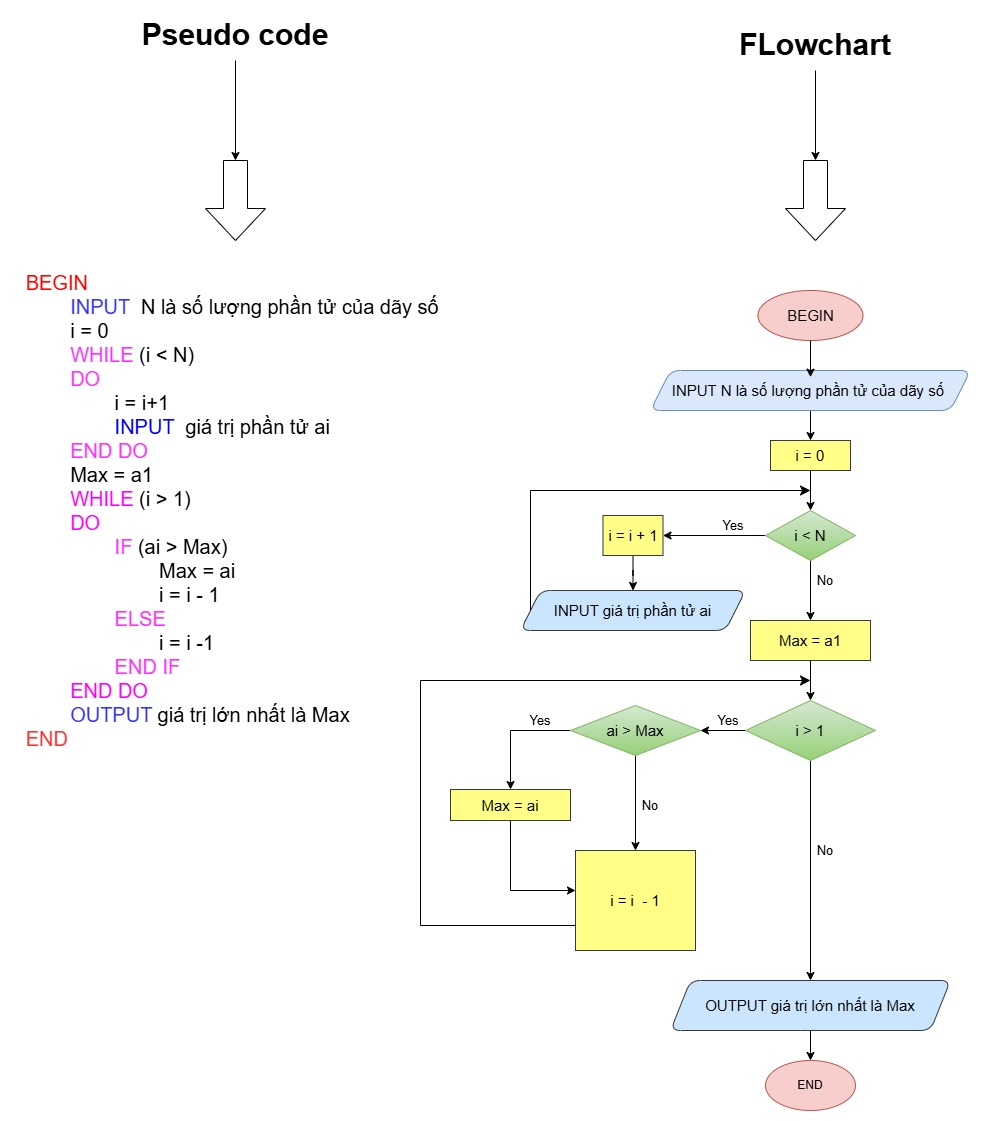 Pseudo code
BEGIN
INPUT N là số lượng phần tử của dãy số
i = 0
WHILE (i < N)
DO
i = i+1
INPUT giá trị phần tử ai
END DO
Max = a1
WHILE (i > 1)
DO
IF (ai > Max)
Max = ai
i = i - 1
ELSE
i = i -1
END IF
END DO
OUTPUT giá trị lớn nhất là Max
END
FLowchart
BEGIN
INPUT N là số lượng phần tử của dãy số
i = 0
i < N
Yes
i = i + 1
INPUT giá trị phần tử ai
No
Max = a1
i > 1
Yes
ai > Max
Yes
Max = ai
No
i = i - 1
No
OUTPUT giá trị lớn nhất là Max
END